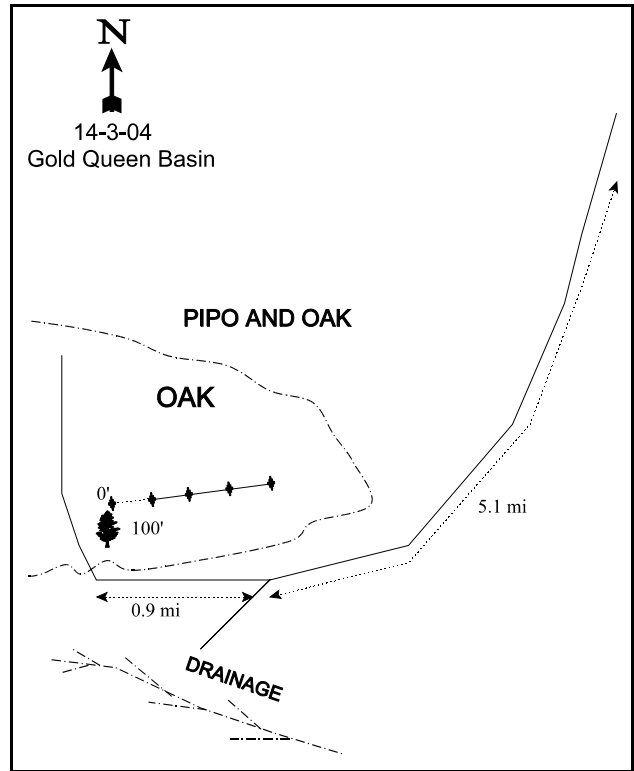 N
14-3-04
Gold Queen Basin
PIPO AND OAK
OAK
0'
100'
5.1 mi
0.9 mi
DRAINAGE